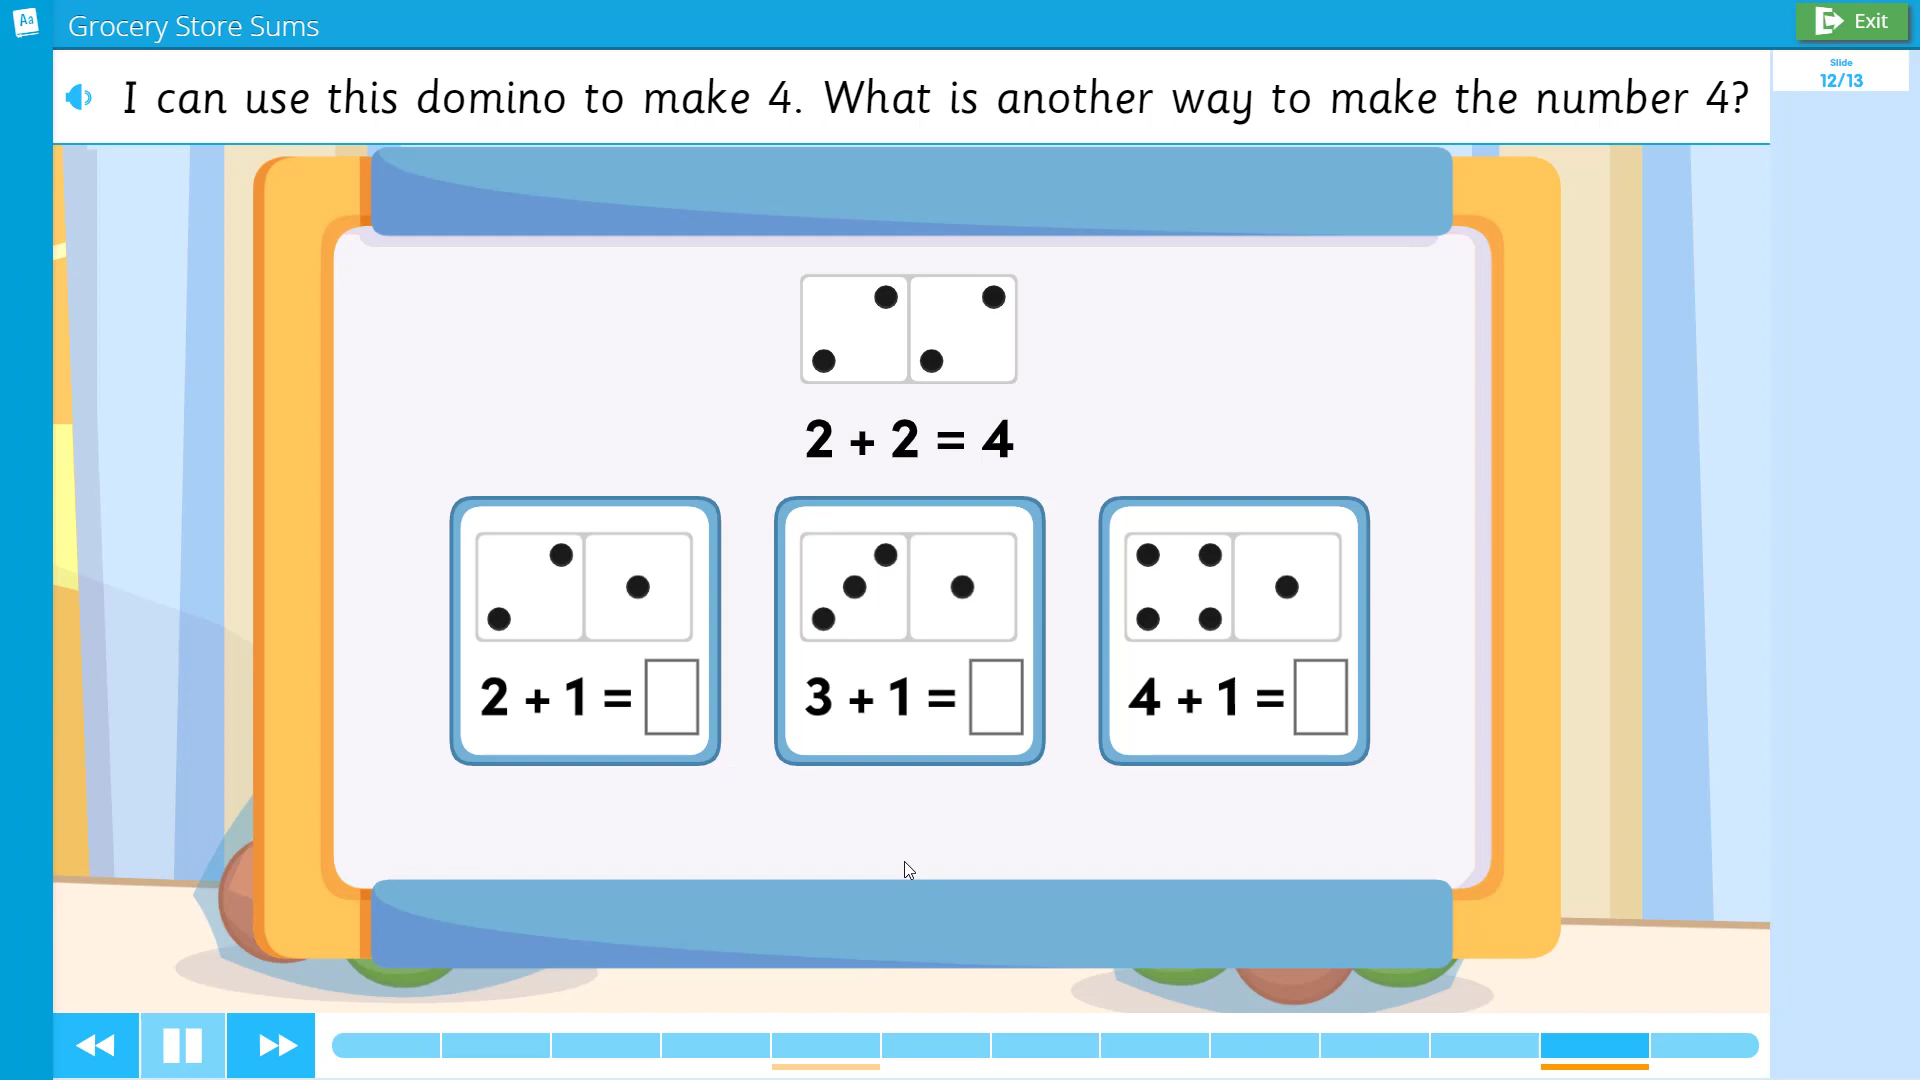 Aa
Grocery Store Sums
Exit
I can use this domino to make 4. What is another way to make the number 4?
Slide
12/13
2 + 2 = 4
2 + 1 =
3 + 1 =
4 + 1 =